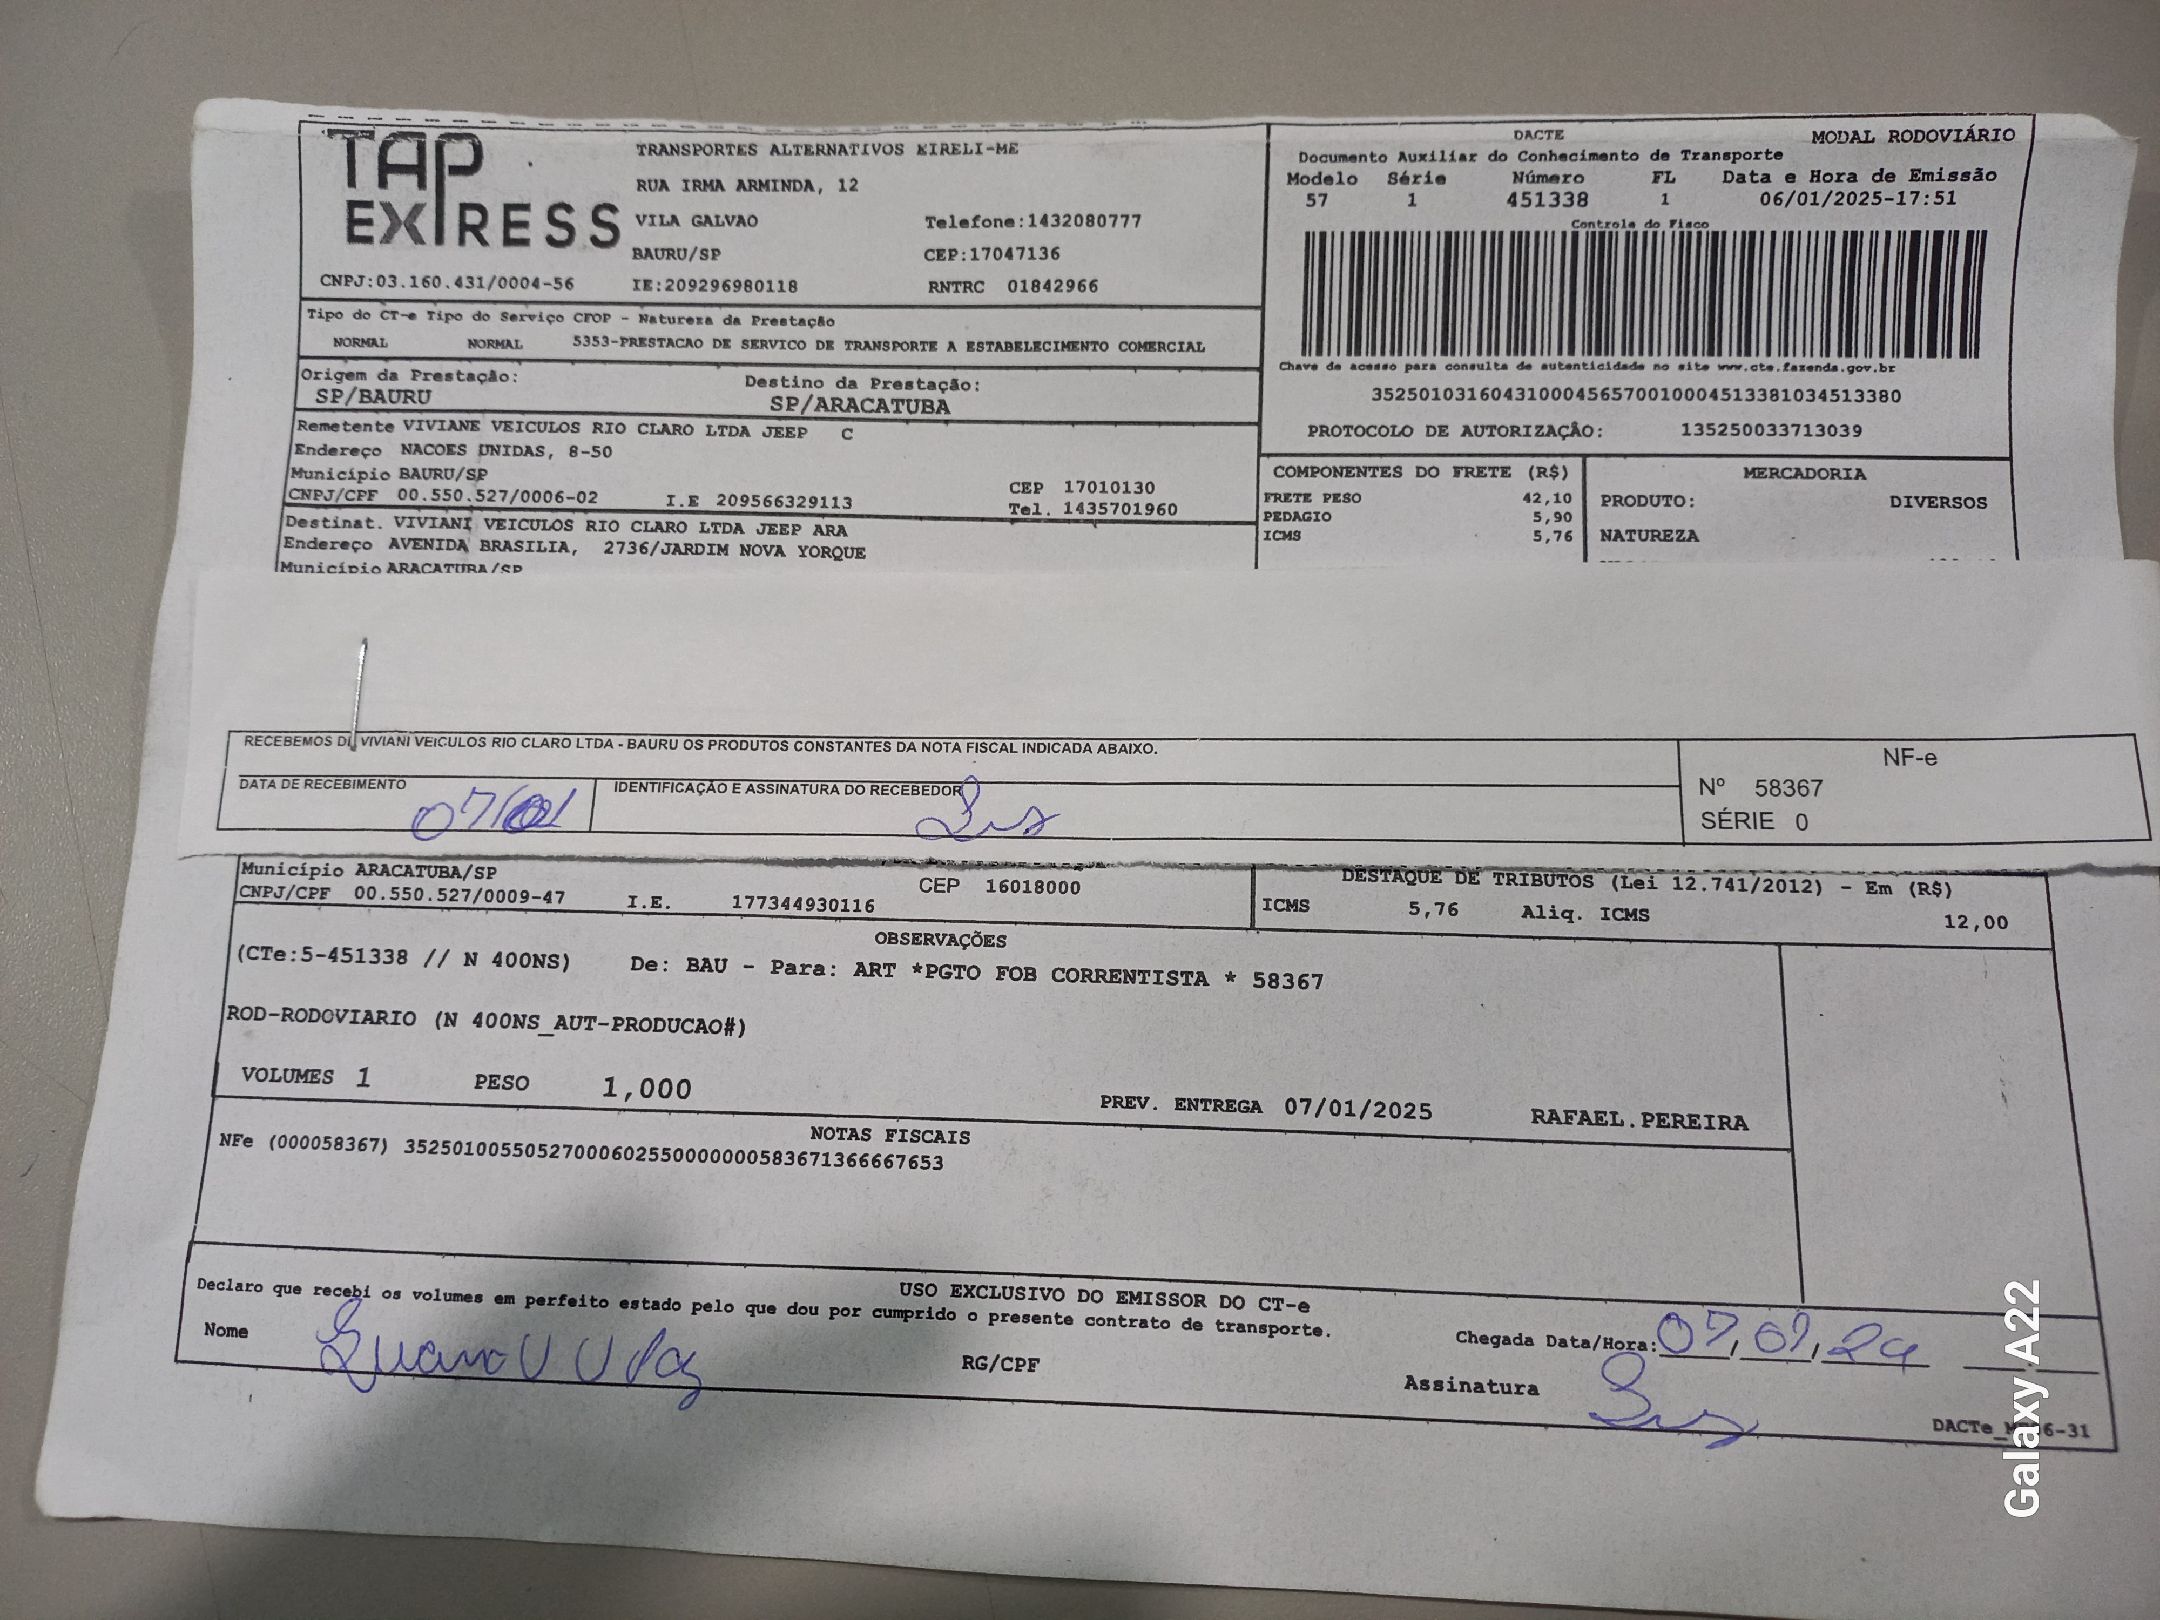 TAP
EXPRESS
TRANSPORTES ALTERNATIVOS EIRELI-ME
RUA IRMA ARMINDA, 12
VILA GALVAO Telefone:1432080777
BAURU/SP CEP:17047136
CNPJ:03.160.431/0004-56 IE:209296980118 RNTRC 01842966
DACTE MODAL RODOVIÁRIO
Documento Auxiliar do Conhecimento de Transporte
Modelo Série Número FL Data e Hora de Emissão
57 1 451338 1 06/01/2025-17:51
Controle do Fisco
Chave de acesso para consulta de autenticidade no site www.cte.fazenda.gov.br
35250103160431000456570010004513381034513380
PROTOCOLO DE AUTORIZAÇÃO: 135250033713039
Tipo do CT-e Tipo do Serviço CFOP - Natureza da Prestação
NORMAL NORMAL 5353-PRESTACAO DE SERVICO DE TRANSPORTE A ESTABELECIMENTO COMERCIAL
Origem da Prestação: Destino da Prestação:
SP/BAURU SP/ARACATUBA
Remetente VIVIANE VEICULOS RIO CLARO LTDA JEEP C
Endereço NACOES UNIDAS, 8-50
Município BAURU/SP CEP 17010130
CNPJ/CPF 00.550.527/0006-02 I.E 209566329113 Tel. 1435701960
Destinat. VIVIANI VEICULOS RIO CLARO LTDA JEEP ARA
Endereço AVENIDA BRASILIA, 2736/JARDIM NOVA YORQUE
Município ARACATUBA/SP
COMPONENTES DO FRETE (R$) MERCADORIA
FRETE PESO 42,10 PRODUTO: DIVERSOS
PEDAGIO 5,90
ICMS 5,76 NATUREZA
RECEBEMOS DE VIVIANI VEICULOS RIO CLARO LTDA - BAURU OS PRODUTOS CONSTANTES DA NOTA FISCAL INDICADA ABAIXO.
DATA DE RECEBIMENTO IDENTIFICAÇÃO E ASSINATURA DO RECEBEDOR
07/01
NF-e
Nº 58367
SÉRIE 0
Município ARACATUBA/SP CEP 16018000
CNPJ/CPF 00.550.527/0009-47 I.E. 177344930116
DESTAQUE DE TRIBUTOS (Lei 12.741/2012) - Em (R$)
ICMS 5,76 Aliq. ICMS 12,00
OBSERVAÇÕES
(CTe:5-451338 // N 400NS) De: BAU - Para: ART *PGTO FOB CORRENTISTA * 58367
ROD-RODOVIARIO (N 400NS_AUT-PRODUCAO#)
VOLUMES 1 PESO 1,000 PREV. ENTREGA 07/01/2025 RAFAEL.PEREIRA
NOTAS FISCAIS
NFe (000058367) 35250100550527000602550000000583671366667653
USO EXCLUSIVO DO EMISSOR DO CT-e
Declaro que recebi os volumes em perfeito estado pelo que dou por cumprido o presente contrato de transporte.
Nome RG/CPF Chegada Data/Hora: 07,01,24
Assinatura
Galaxy A22